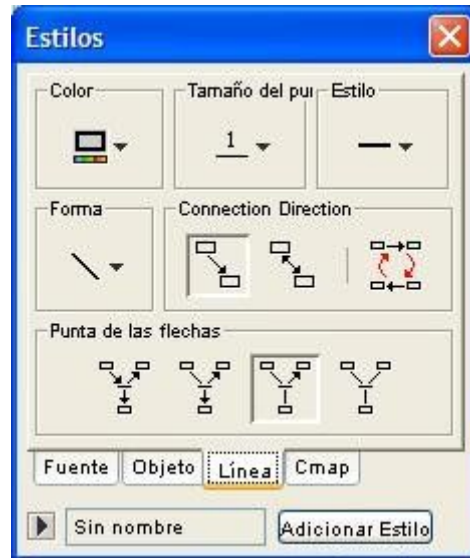 Estilos
Color
Tamaño del pu
Estilo
1
Forma
Connection Direction
Punta de las flechas
Fuente
Objeto
Línea
Cmap
Sin nombre
Adicionar Estilo